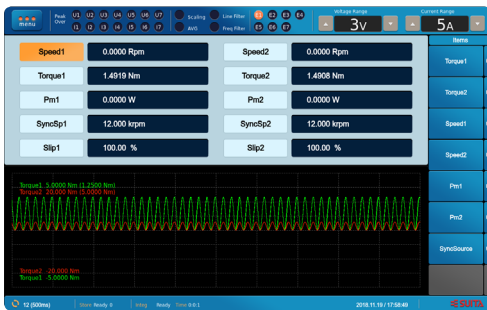 menu
Peak Over
U1 U2 U3 U4 U5 U6 U7
I1 I2 I3 I4 I5 I6 I7
Scaling
AVG
Line Filter
Freq Filter
E1 E2 E3 E4
E5 E6 E7
Voltage Range
3V
Current Range
5A
Speed1 0.0000 Rpm Speed2 0.0000 Rpm
Torque1 1.4919 Nm Torque2 1.4908 Nm
Pm1 0.0000 W Pm2 0.0000 W
SyncSp1 12.000 krpm SyncSp2 12.000 krpm
Slip1 100.00 % Slip2 100.00 %
Items
Torque1
Torque2
Speed1
Speed2
Pm1
Pm2
SyncSource
Torque1 5.0000 Nm (1.2500 Nm)
Torque2 20.000 Nm (5.0000 Nm)
Torque2 -20.000 Nm
Torque1 -5.0000 Nm
12 (500ms) Store Ready 0 Integ Ready Time 0:0:1 2018.11.19 / 17:58:40